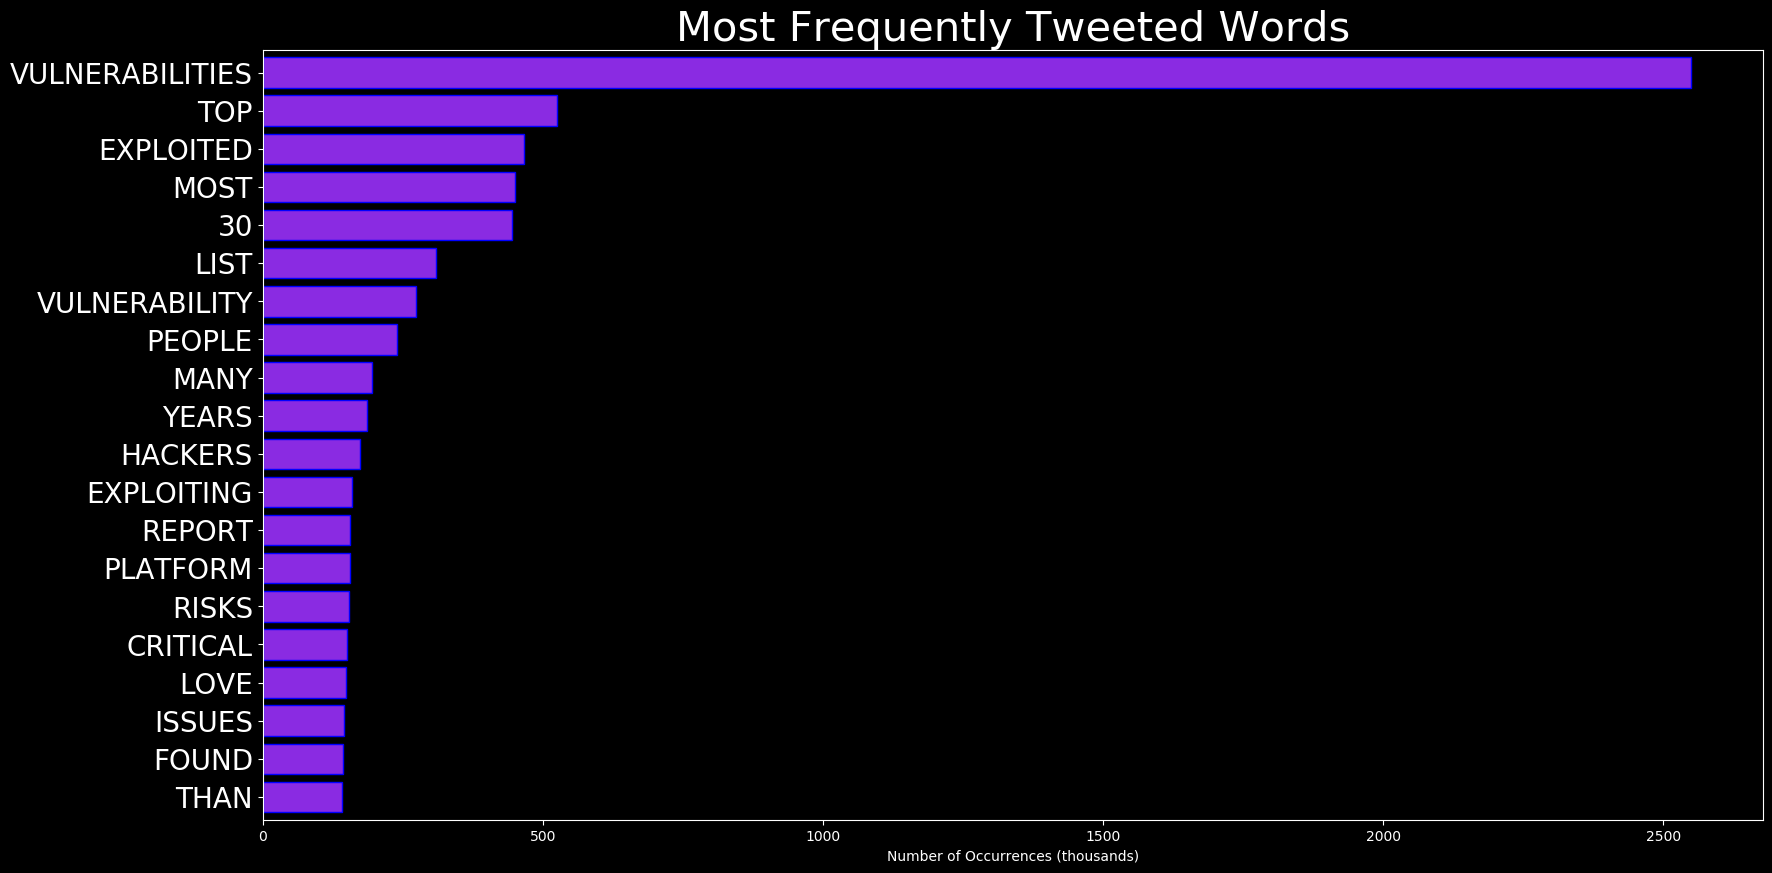 Most Frequently Tweeted Words
VULNERABILITIES
TOP
EXPLOITED
MOST
30
LIST
VULNERABILITY
PEOPLE
MANY
YEARS
HACKERS
EXPLOITING
REPORT
PLATFORM
RISKS
CRITICAL
LOVE
ISSUES
FOUND
THAN
0 500 1000 1500 2000 2500
Number of Occurrences (thousands)